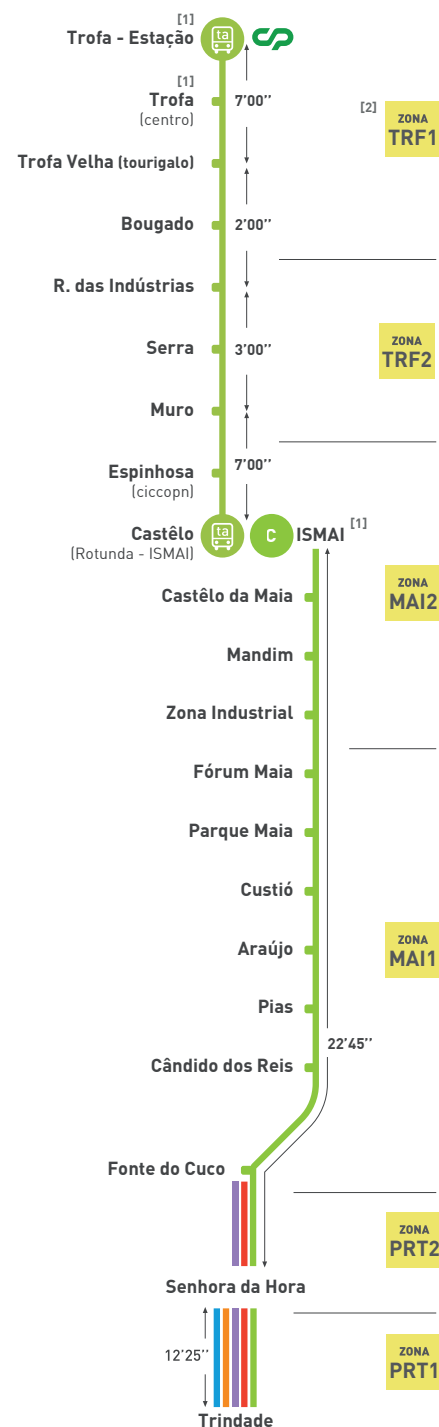 [1]
Trofa - Estação
ta
CP
[1]
Trofa
(centro)
7'00''
[2]
ZONA
TRF1
Trofa Velha (tourigalo)
Bougado
2'00''
R. das Indústrias
Serra
3'00''
ZONA
TRF2
Muro
Espinhosa
(ciccopn)
7'00''
Castêlo
(Rotunda - ISMAI)
ta
C
ISMAI [1]
Castêlo da Maia
ZONA
MAI2
Mandim
Zona Industrial
Fórum Maia
Parque Maia
Custió
Araújo
ZONA
MAI1
Pias
22'45''
Cândido dos Reis
Fonte do Cuco
ZONA
PRT2
Senhora da Hora
12'25''
ZONA
PRT1
Trindade